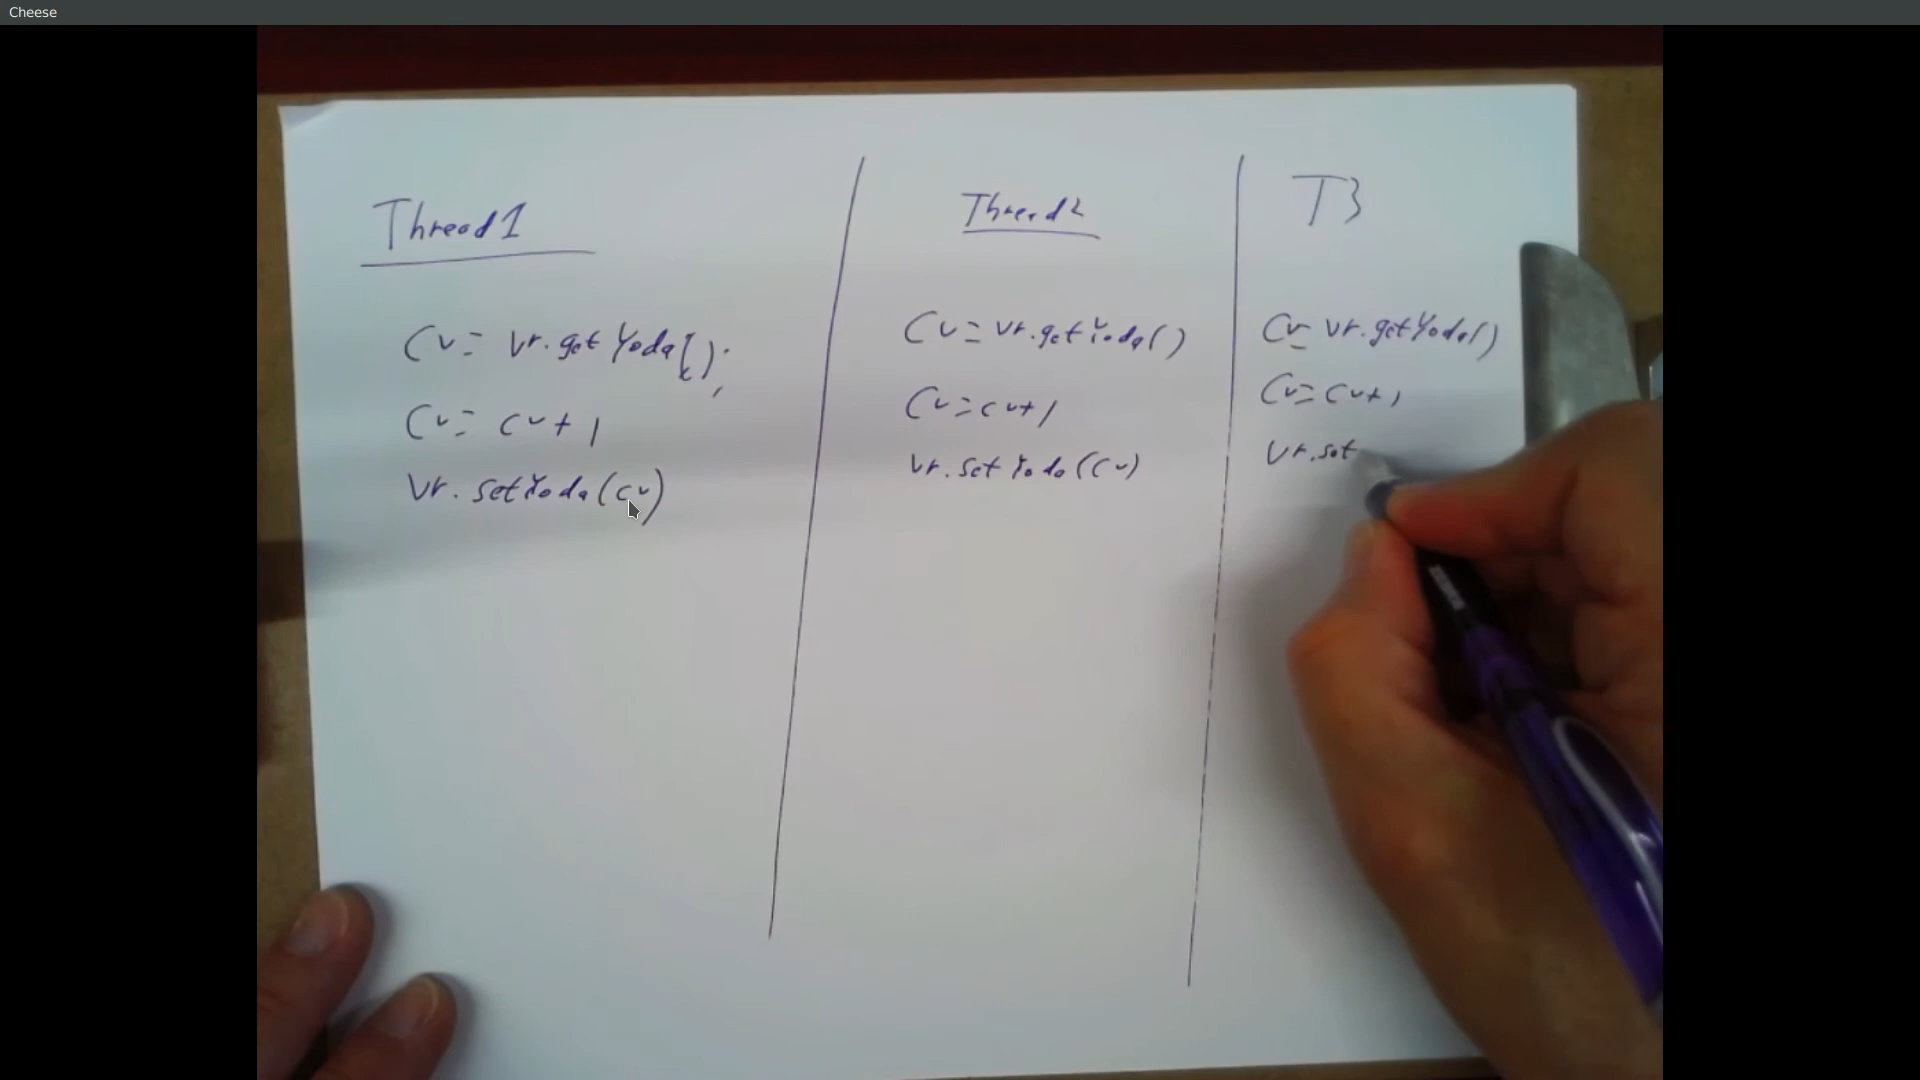 Cheese
Thread1
Cv = vr.getYoda();
Cv = cv+1
vr.setYoda(cv)
Thread2
Cv = vr.getYoda()
Cv = cv+1
vr.setYoda(cv)
T3
Cv = vr.getYoda()
Cv = cv+1
vr.set